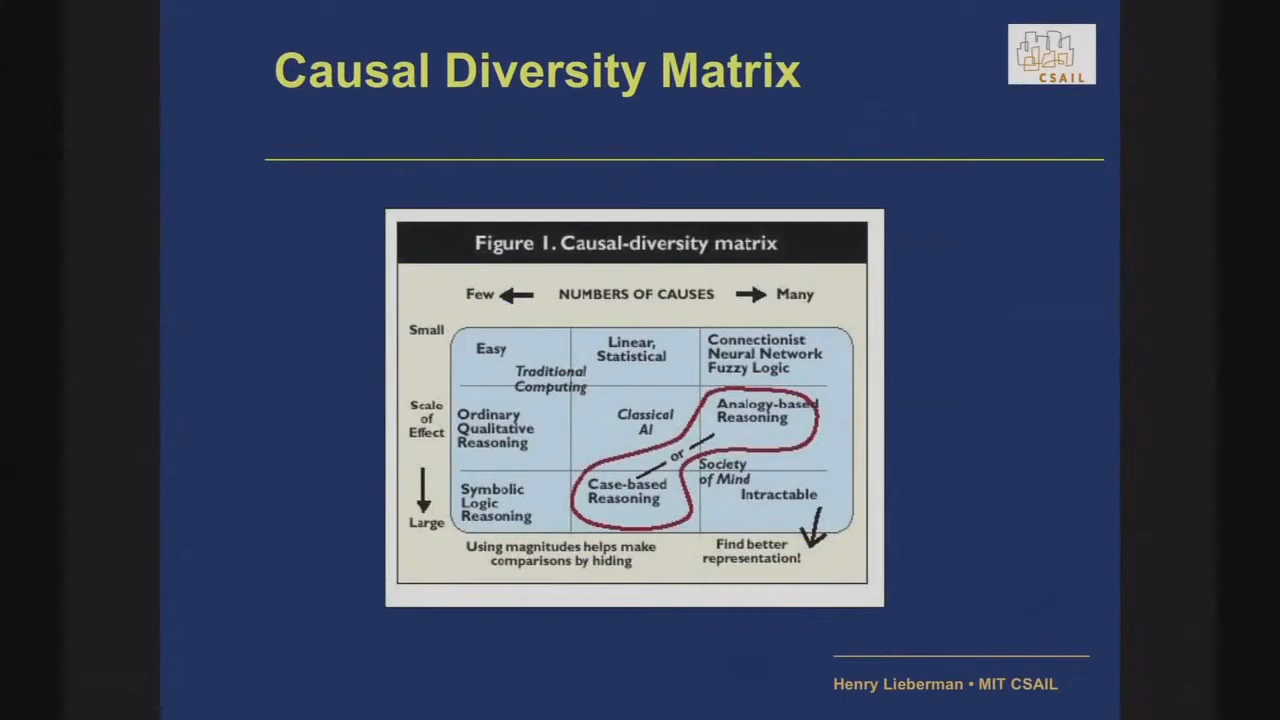 Causal Diversity Matrix
CSAIL
Figure 1. Causal-diversity matrix
Few
NUMBERS OF CAUSES
Many
Small
Scale
of
Effect
Large
Easy
Traditional
Computing
Linear,
Statistical
Connectionist
Neural Network
Fuzzy Logic
Ordinary
Qualitative
Reasoning
Classical
AI
Analogy-based
Reasoning
or
Symbolic
Logic
Reasoning
Case-based
Reasoning
Society
of Mind
Intractable
Using magnitudes helps make
comparisons by hiding
Find better
representation!
Henry Lieberman • MIT CSAIL